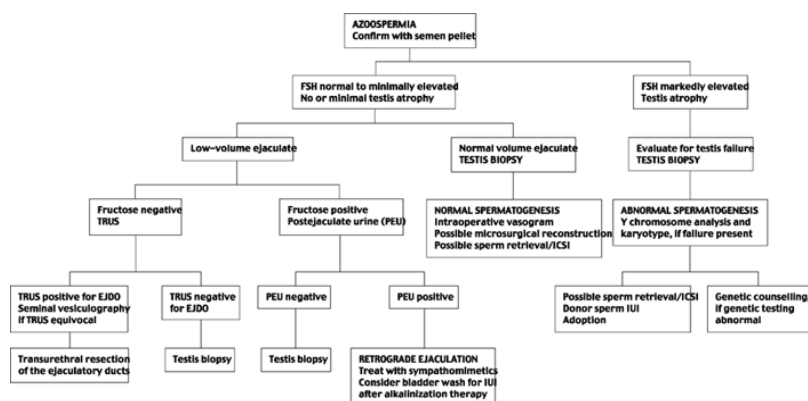 AZOOSPERMIA
Confirm with semen pellet
FSH normal to minimally elevated
No or minimal testis atrophy
FSH markedly elevated
Testis atrophy
Low-volume ejaculate
Normal volume ejaculate
TESTIS BIOPSY
Evaluate for testis failure
TESTIS BIOPSY
Fructose negative
TRUS
Fructose positive
Postejaculate urine (PEU)
NORMAL SPERMATOGENESIS
Intraoperative vasogram
Possible microsurgical reconstruction
Possible sperm retrieval/ICSI
ABNORMAL SPERMATOGENESIS
Y chromosome analysis and
karyotype, if failure present
TRUS positive for EJDO
Seminal vesiculography
if TRUS equivocal
TRUS negative
for EJDO
PEU negative
PEU positive
Possible sperm retrieval/ICSI
Donor sperm IUI
Adoption
Genetic counselling,
if genetic testing
abnormal
Transurethral resection
of the ejaculatory ducts
Testis biopsy
Testis biopsy
RETROGRADE EJACULATION
Treat with sympathomimetics
Consider bladder wash for IUI
after alkalinization therapy